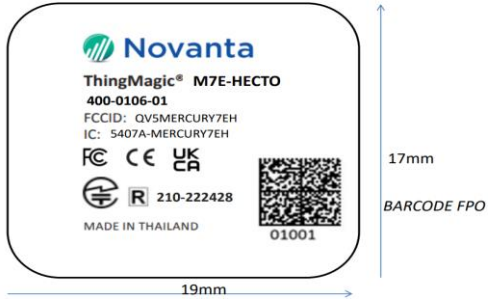 Novanta
ThingMagic® M7E-HECTO
400-0106-01
FCCID: QV5MERCURY7EH
IC: 5407A-MERCURY7EH
FC CE UK CA
R 210-222428
MADE IN THAILAND
01001
17mm
BARCODE FPO
19mm